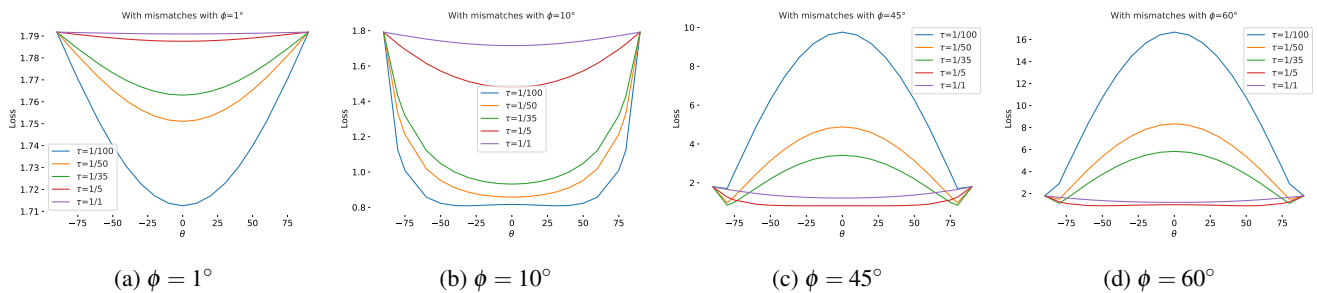 With mismatches with ϕ=1°
1.79
1.78
1.77
1.76
1.75
1.74
1.73
1.72
1.71
Loss
τ=1/100
τ=1/50
τ=1/35
τ=1/5
τ=1/1
−75 −50 −25 0 25 50 75
θ
(a) ϕ = 1°
With mismatches with ϕ=10°
1.8
1.6
1.4
1.2
1.0
0.8
Loss
τ=1/100
τ=1/50
τ=1/35
τ=1/5
τ=1/1
−75 −50 −25 0 25 50 75
θ
(b) ϕ = 10°
With mismatches with ϕ=45°
10
8
6
4
2
Loss
τ=1/100
τ=1/50
τ=1/35
τ=1/5
τ=1/1
−75 −50 −25 0 25 50 75
θ
(c) ϕ = 45°
With mismatches with ϕ=60°
16
14
12
10
8
6
4
2
Loss
τ=1/100
τ=1/50
τ=1/35
τ=1/5
τ=1/1
−75 −50 −25 0 25 50 75
θ
(d) ϕ = 60°